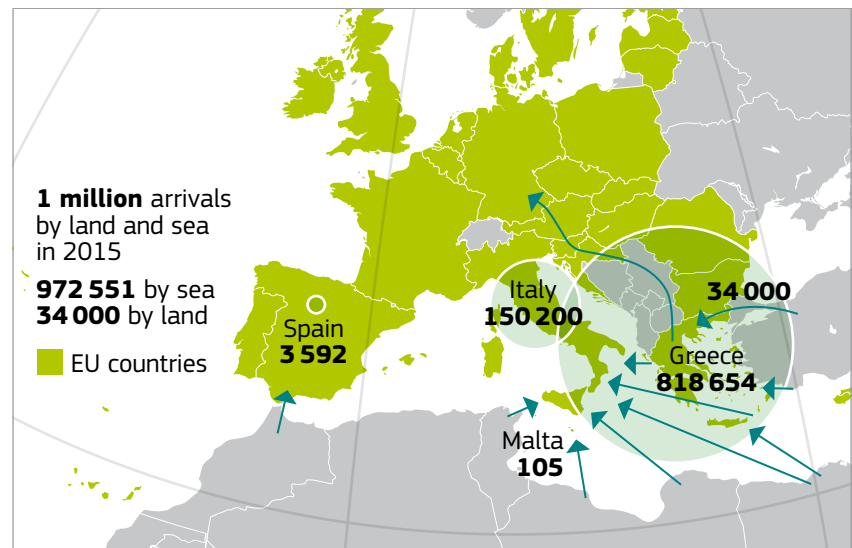 1 million arrivals
by land and sea
in 2015
972 551 by sea
34 000 by land
EU countries
Spain
3 592
Italy
150 200
34 000
Greece
818 654
Malta
105